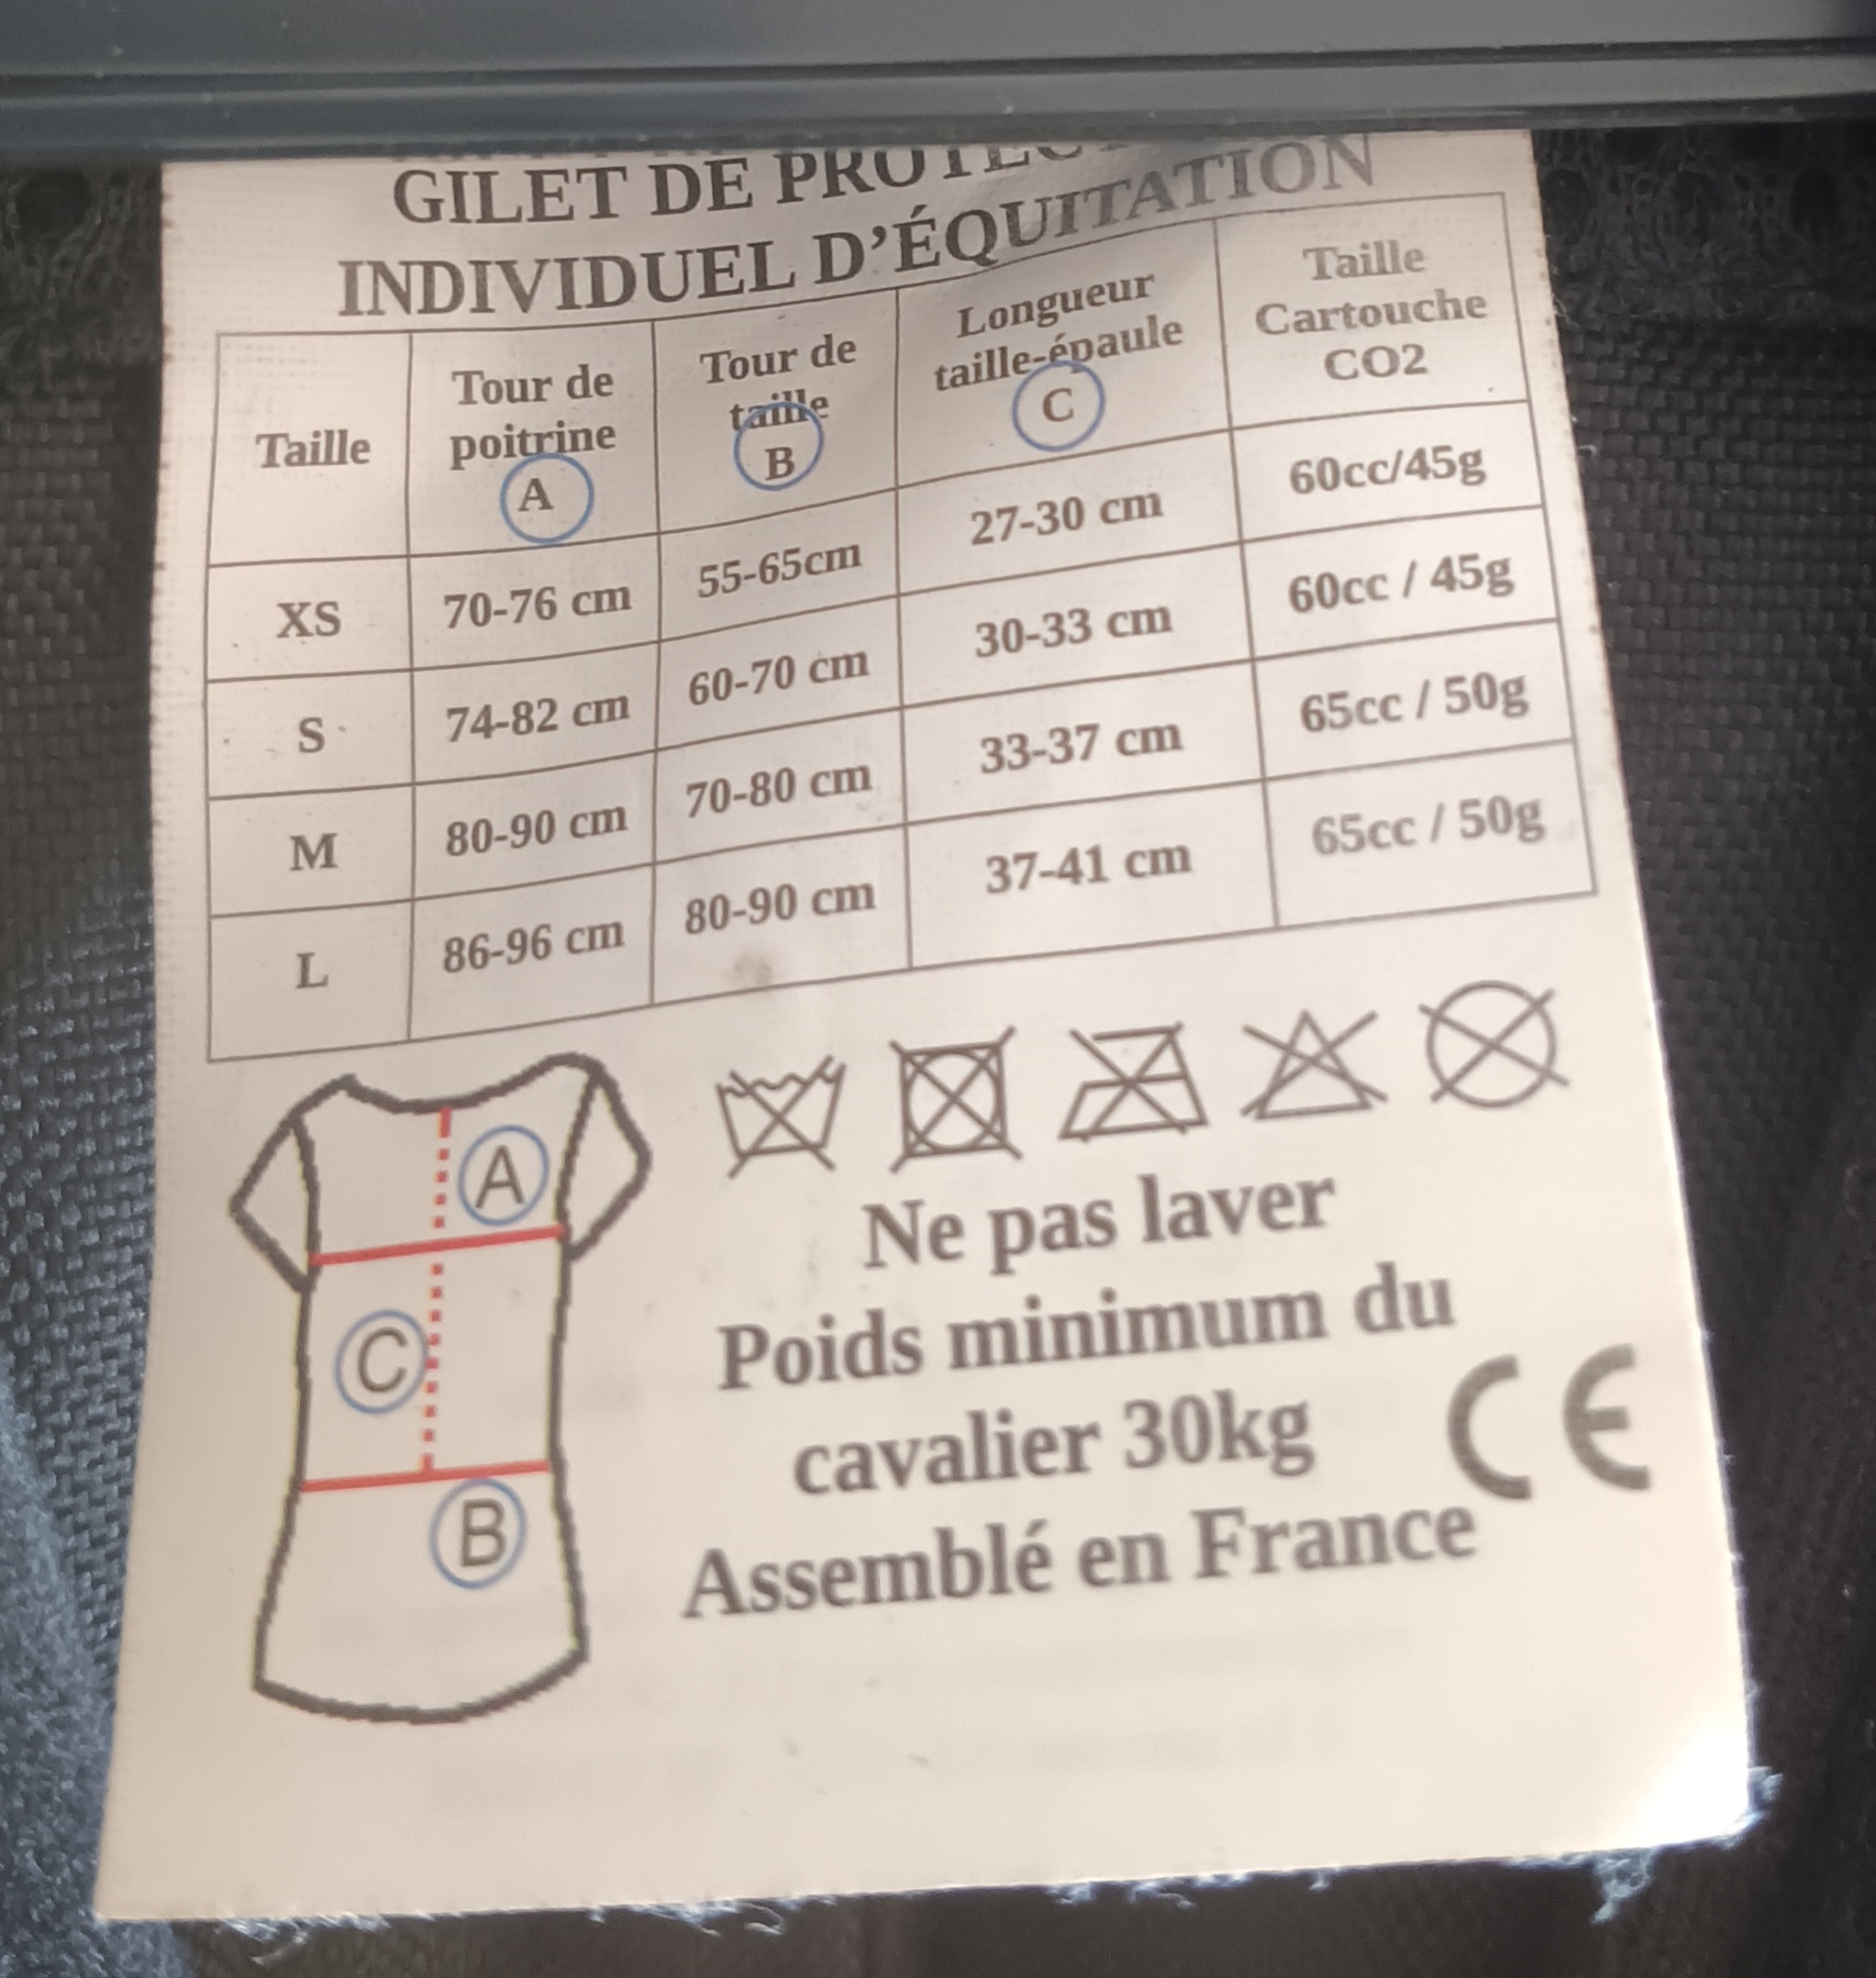 GILET DE
INDIVIDUEL D'ÉQUITATION
Taille
Tour de
poitrine
A
Tour de
taille
B
Longueur
taille-épaule
C
Taille
Cartouche
CO2
XS 70-76 cm 55-65cm 27-30 cm 60cc/45g
S 74-82 cm 60-70 cm 30-33 cm 60cc / 45g
M 80-90 cm 70-80 cm 33-37 cm 65cc / 50g
L 86-96 cm 80-90 cm 37-41 cm 65cc / 50g
A
C
B
Ne pas laver
Poids minimum du
cavalier 30kg
CE
Assemblé en France